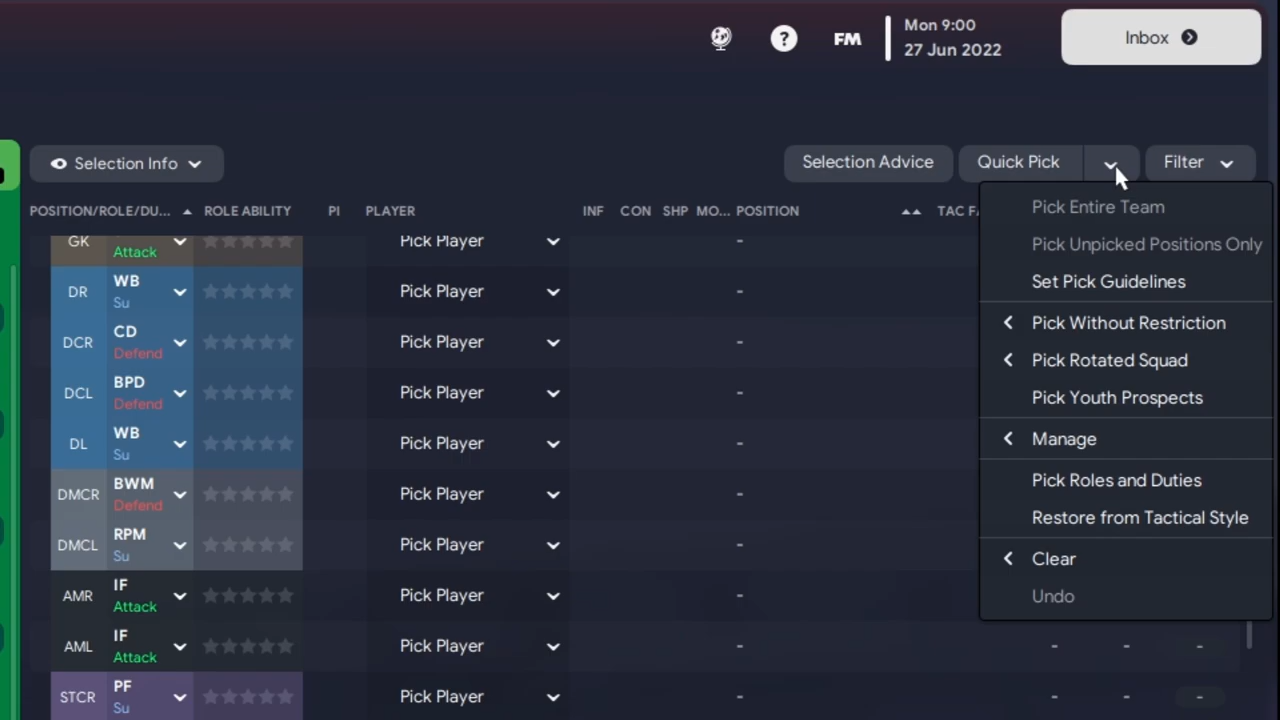 Mon 9:00
FM
27 Jun 2022
Inbox
Selection Info
Selection Advice
Quick Pick
Filter
POSITION/ROLE/DU... ROLE ABILITY PI PLAYER INF CON SHP MO... POSITION TAC FA
Pick Entire Team
Pick Unpicked Positions Only
Set Pick Guidelines
Pick Without Restriction
Pick Rotated Squad
Pick Youth Prospects
Manage
Pick Roles and Duties
Restore from Tactical Style
Clear
Undo
GK Attack Pick Player -
DR WB Su Pick Player -
DCR CD Defend Pick Player -
DCL BPD Defend Pick Player -
DL WB Su Pick Player -
DMCR BWM Defend Pick Player -
DMCL RPM Su Pick Player -
AMR IF Attack Pick Player -
AML IF Attack Pick Player - - - -
STCR PF Su Pick Player - - - -